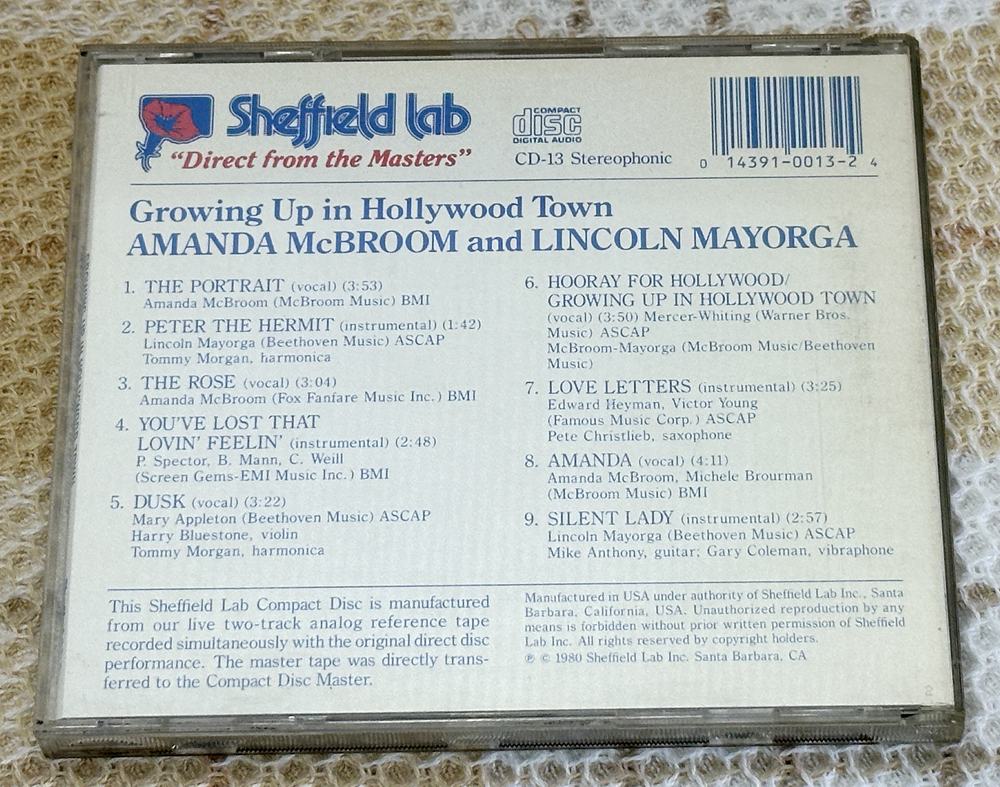 Sheffield lab
"Direct from the Masters"
COMPACT
disc
DIGITAL AUDIO
CD-13 Stereophonic
0 14391-0013-2 4
Growing Up in Hollywood Town
AMANDA McBROOM and LINCOLN MAYORGA
1. THE PORTRAIT (vocal) (3:53)
Amanda McBroom (McBroom Music) BMI
2. PETER THE HERMIT (instrumental) (1:42)
Lincoln Mayorga (Beethoven Music) ASCAP
Tommy Morgan, harmonica
3. THE ROSE (vocal) (3:04)
Amanda McBroom (Fox Fanfare Music Inc.) BMI
4. YOU'VE LOST THAT
LOVIN' FEELIN' (instrumental) (2:48)
P. Spector, B. Mann, C. Weill
(Screen Gems-EMI Music Inc.) BMI
5. DUSK (vocal) (3:22)
Mary Appleton (Beethoven Music) ASCAP
Harry Bluestone, violin
Tommy Morgan, harmonica
6. HOORAY FOR HOLLYWOOD/
GROWING UP IN HOLLYWOOD TOWN
(vocal) (3:50) Mercer-Whiting (Warner Bros.
Music) ASCAP
McBroom-Mayorga (McBroom Music/Beethoven
Music)
7. LOVE LETTERS (instrumental) (3:25)
Edward Heyman, Victor Young
(Famous Music Corp.) ASCAP
Pete Christlieb, saxophone
8. AMANDA (vocal) (4:11)
Amanda McBroom, Michele Brourman
(McBroom Music) BMI
9. SILENT LADY (instrumental) (2:57)
Lincoln Mayorga (Beethoven Music) ASCAP
Mike Anthony, guitar; Gary Coleman, vibraphone
This Sheffield Lab Compact Disc is manufactured
from our live two-track analog reference tape
recorded simultaneously with the original direct disc
performance. The master tape was directly trans-
ferred to the Compact Disc Master.
Manufactured in USA under authority of Sheffield Lab Inc., Santa
Barbara, California, USA. Unauthorized reproduction by any
means is forbidden without prior written permission of Sheffield
Lab Inc. All rights reserved by copyright holders.
℗ © 1980 Sheffield Lab Inc. Santa Barbara, CA
2